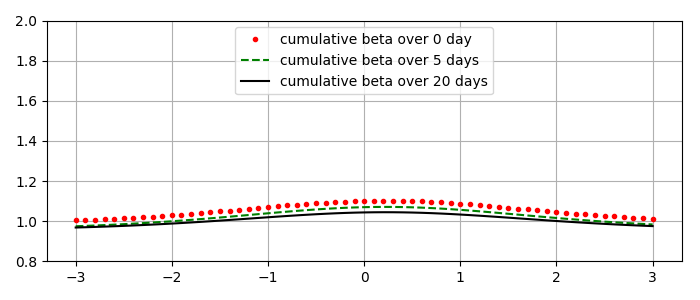 2.0
1.8
1.6
1.4
1.2
1.0
0.8
cumulative beta over 0 day
cumulative beta over 5 days
cumulative beta over 20 days
−3 −2 −1 0 1 2 3